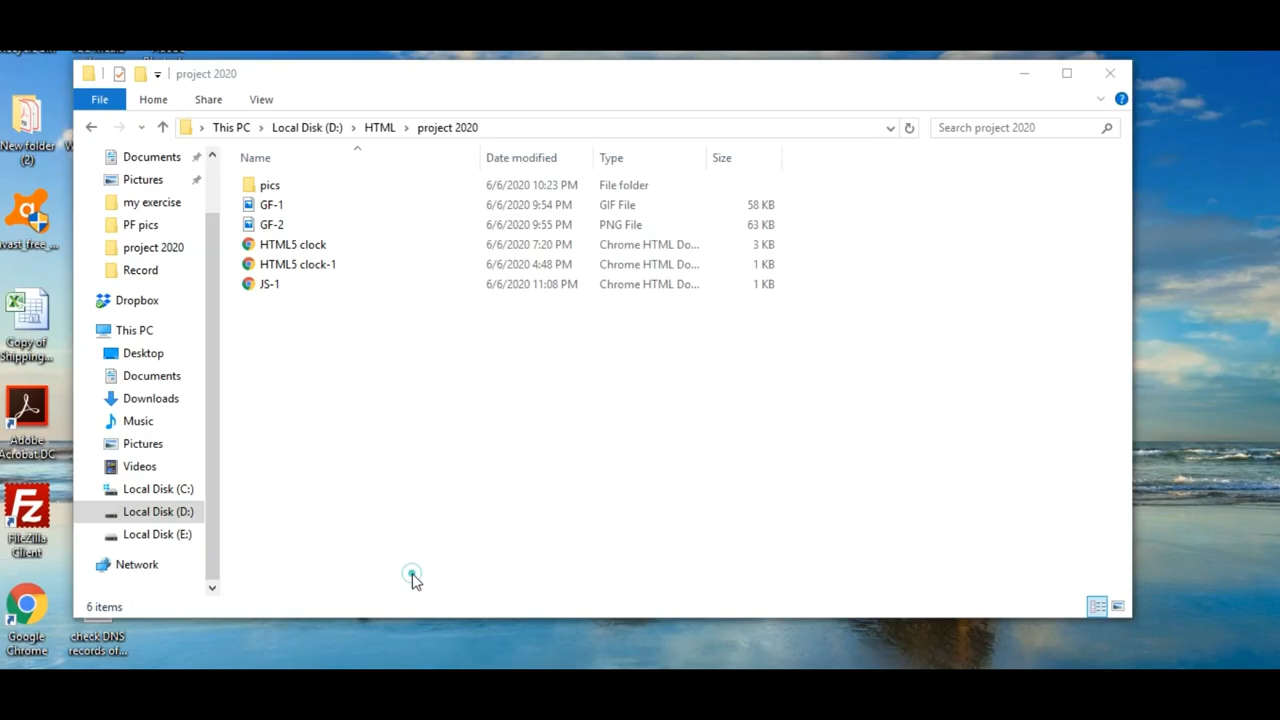 project 2020
File Home Share View
This PC Local Disk (D:) HTML project 2020
Search project 2020
Name Date modified Type Size
pics 6/6/2020 10:23 PM File folder
GF-1 6/6/2020 9:54 PM GIF File 58 KB
GF-2 6/6/2020 9:55 PM PNG File 63 KB
HTML5 clock 6/6/2020 7:20 PM Chrome HTML Do... 3 KB
HTML5 clock-1 6/6/2020 4:48 PM Chrome HTML Do... 1 KB
JS-1 6/6/2020 11:08 PM Chrome HTML Do... 1 KB
Documents
Pictures
my exercise
PF pics
project 2020
Record
Dropbox
This PC
Desktop
Documents
Downloads
Music
Pictures
Videos
Local Disk (C:)
Local Disk (D:)
Local Disk (E:)
Network
6 items
New folder
(2)
vast_free_...
Copy of
Shipping...
Adobe
Acrobat DC
FileZilla
Client
Google
Chrome
check DNS
records of...